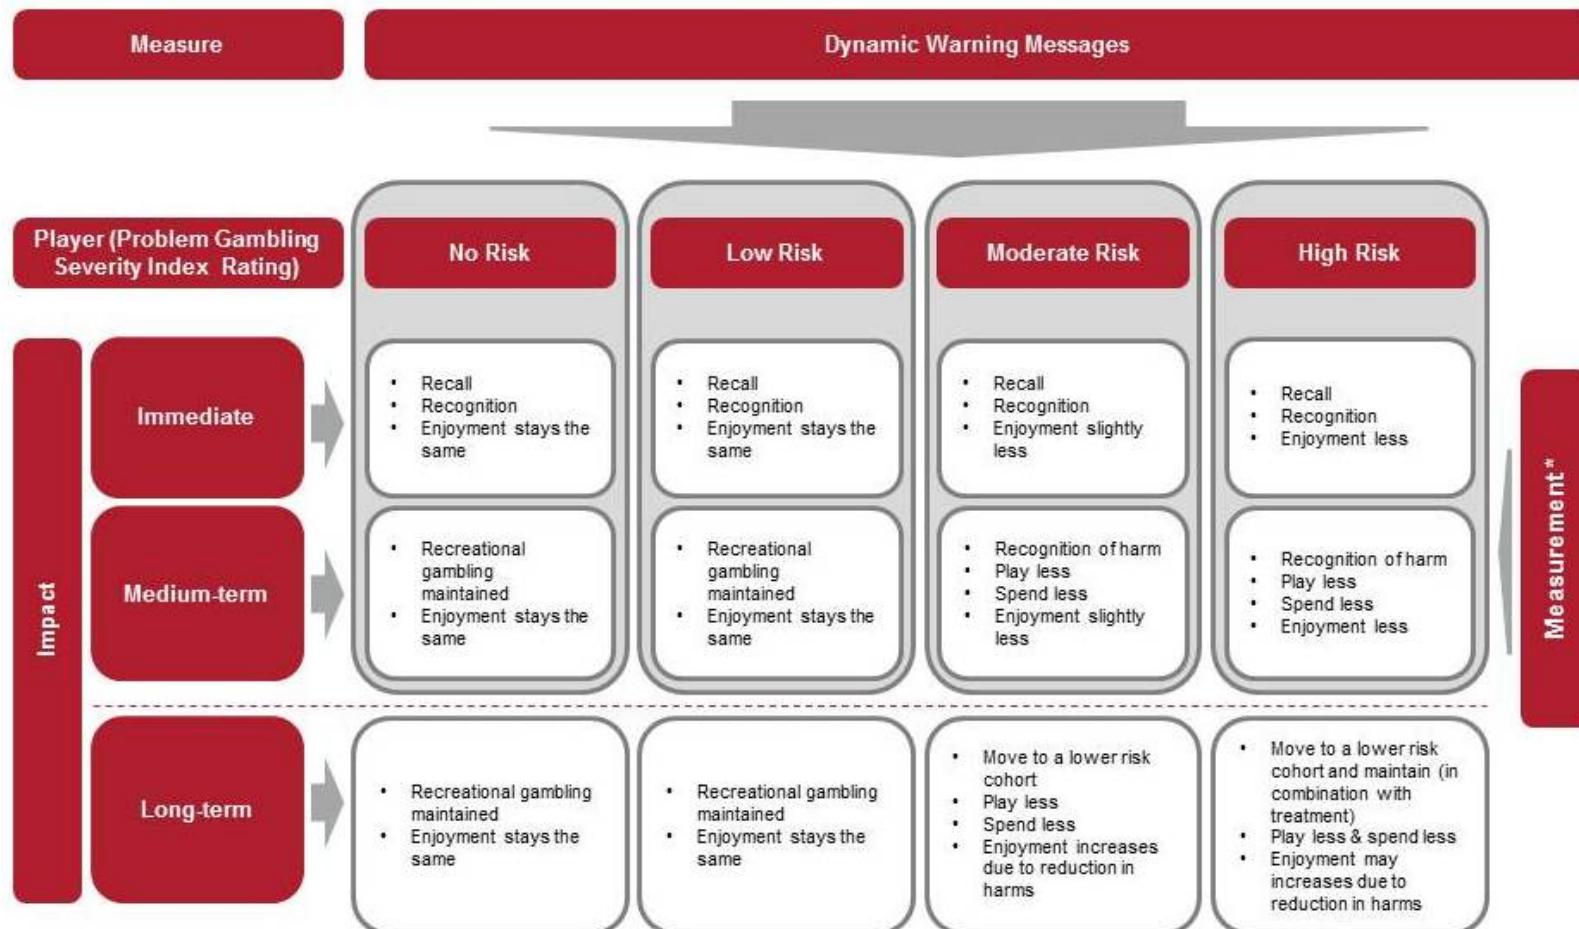 Measure
Dynamic Warning Messages
Player (Problem Gambling
Severity Index Rating)
No Risk
Low Risk
Moderate Risk
High Risk
Impact
Immediate
• Recall
• Recognition
• Enjoyment stays the
same
• Recall
• Recognition
• Enjoyment stays the
same
• Recall
• Recognition
• Enjoyment slightly
less
• Recall
• Recognition
• Enjoyment less
Measurement*
Medium-term
• Recreational
gambling
maintained
• Enjoyment stays the
same
• Recreational
gambling
maintained
• Enjoyment stays the
same
• Recognition of harm
• Play less
• Spend less
• Enjoyment slightly
less
• Recognition of harm
• Play less
• Spend less
• Enjoyment less
Long-term
• Recreational gambling
maintained
• Enjoyment stays the
same
• Recreational gambling
maintained
• Enjoyment stays the
same
• Move to a lower risk
cohort
• Play less
• Spend less
• Enjoyment increases
due to reduction in
harms
• Move to a lower risk
cohort and maintain (in
combination with
treatment)
• Play less & spend less
• Enjoyment may
increases due to
reduction in harms